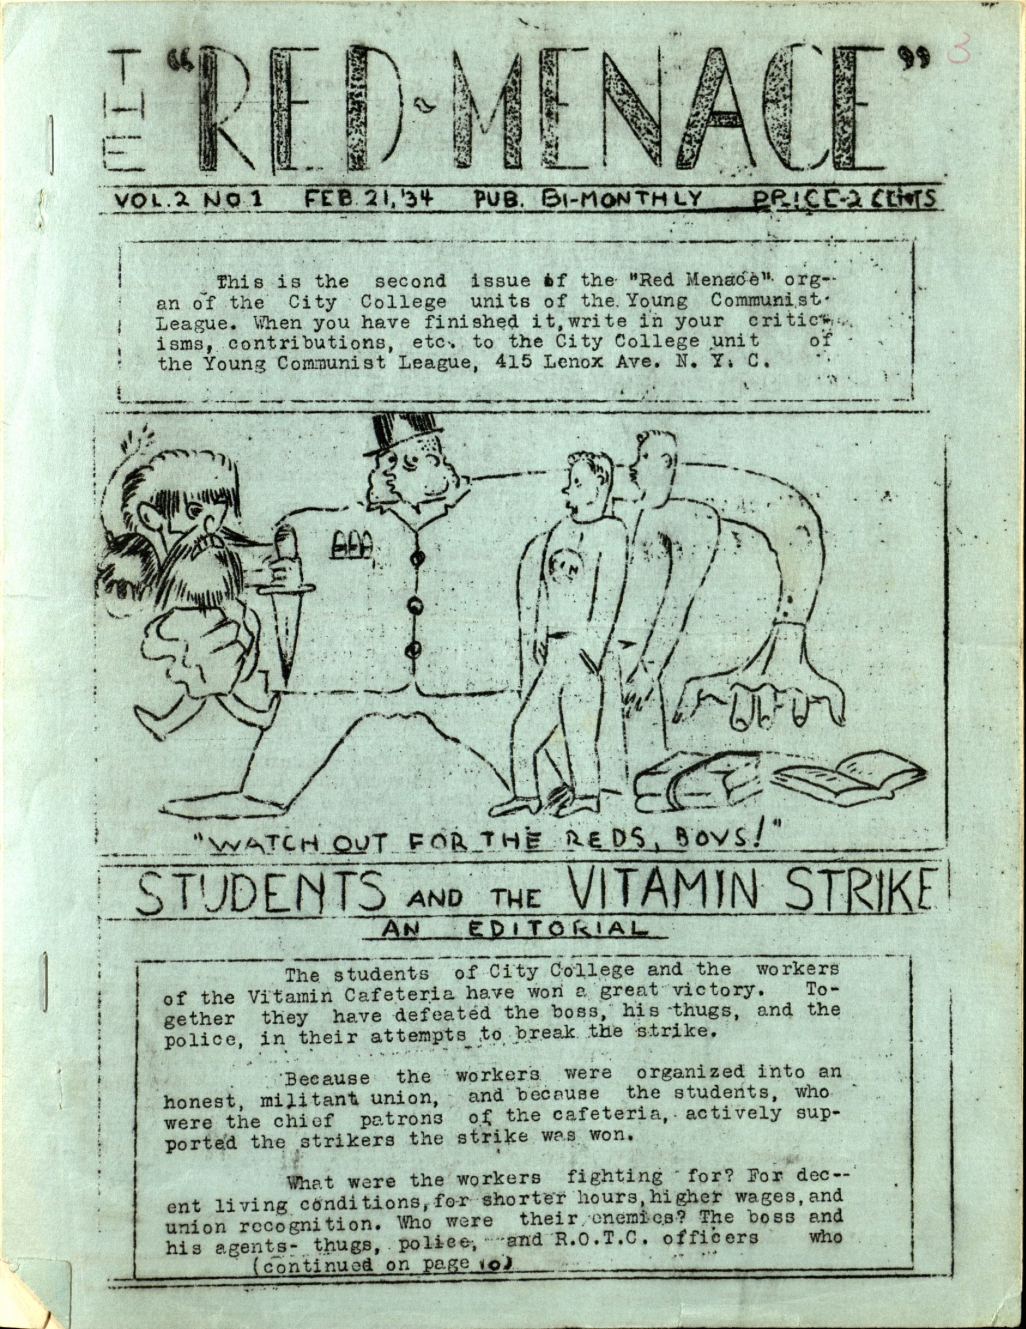 THE "RED-MENACE"
3
VOL.2 NO.1 FEB. 21,'34 PUB. BI-MONTHLY PRICE-2 CENTS
This is the second issue of the "Red Menace" org-
an of the City College units of the Young Communist
League. When you have finished it, write in your critic-
isms, contributions, etc. to the City College unit of
the Young Communist League, 415 Lenox Ave. N. Y. C.
"WATCH OUT FOR THE REDS, BOYS!"
STUDENTS AND THE VITAMIN STRIKE
AN EDITORIAL
The students of City College and the workers
of the Vitamin Cafeteria have won a great victory. To-
gether they have defeated the boss, his thugs, and the
police, in their attempts to break the strike.
Because the workers were organized into an
honest, militant union, and because the students, who
were the chief patrons of the cafeteria, actively sup-
ported the strikers the strike was won.
What were the workers fighting for? For dec--
ent living conditions, for shorter hours, higher wages, and
union recognition. Who were their enemies? The boss and
his agents- thugs, police, and R.O.T.C. officers who
(continued on page 10)